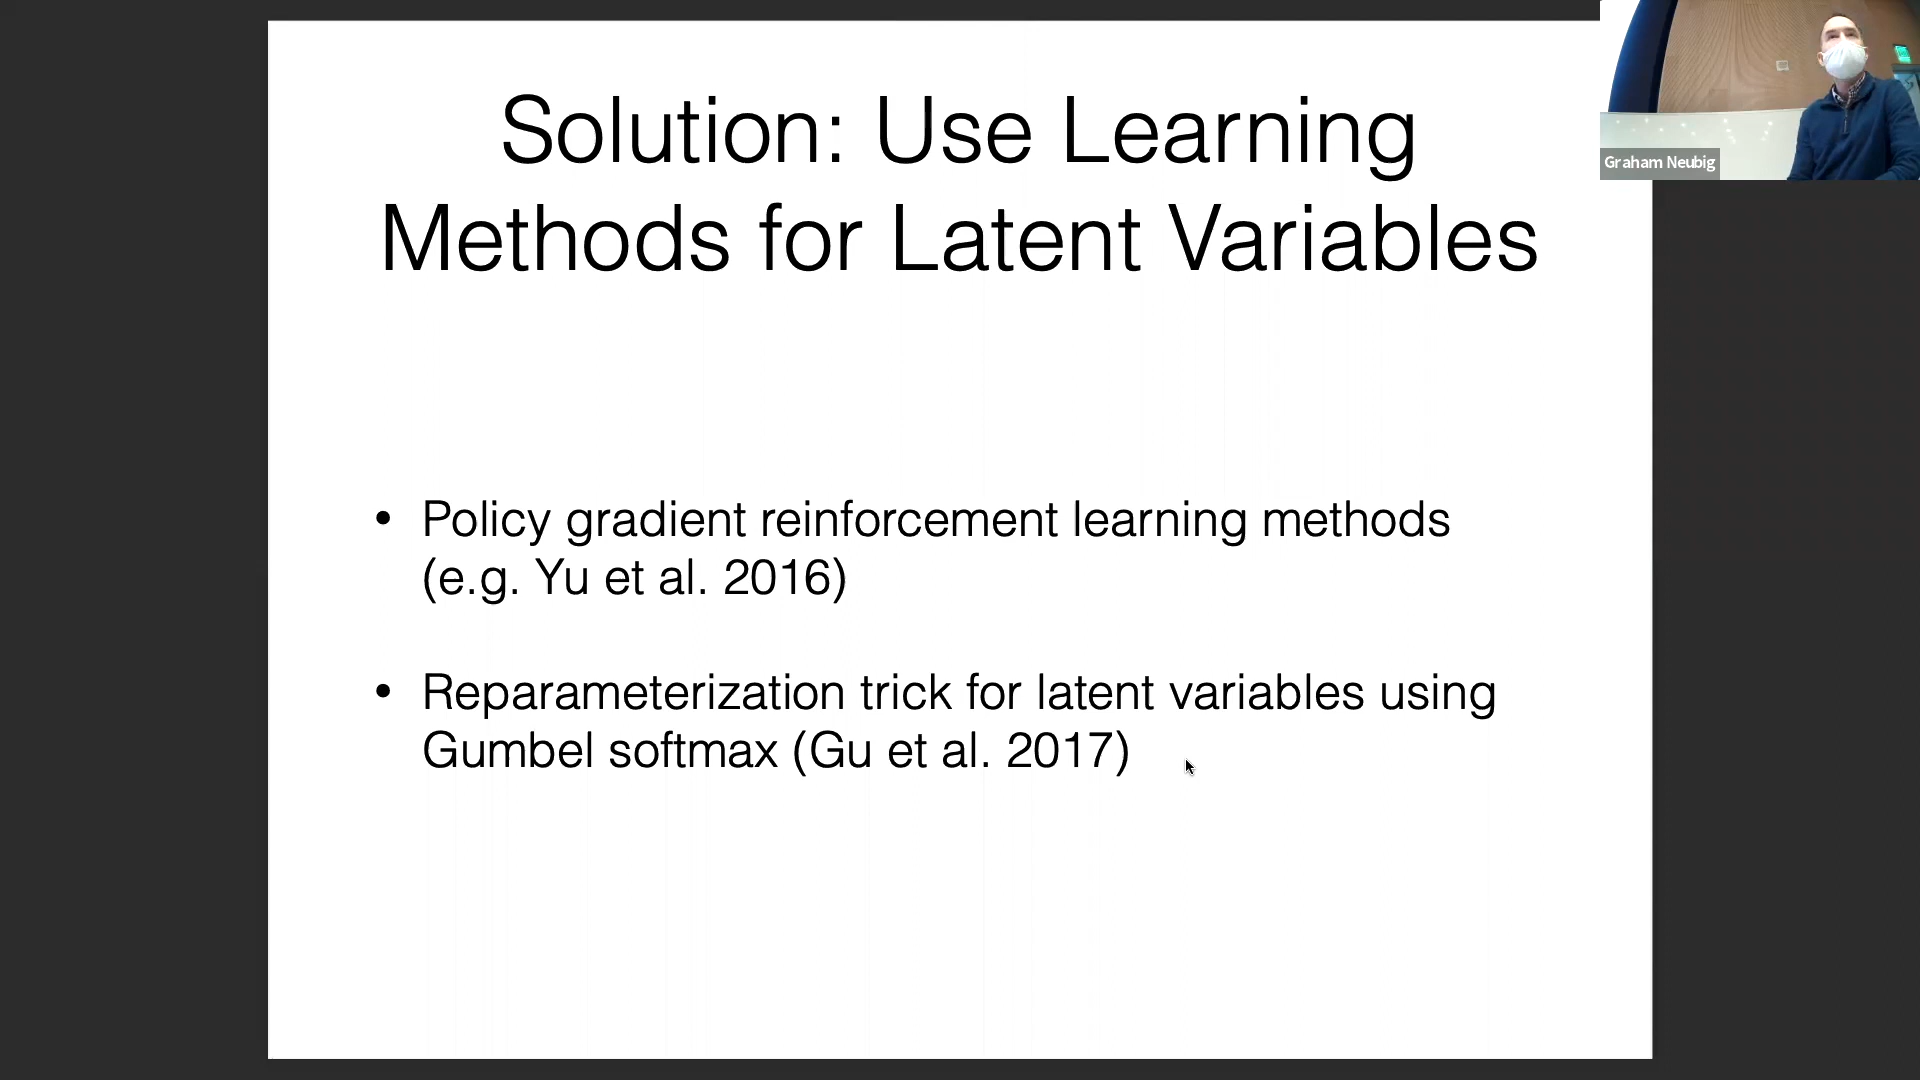 Solution: Use Learning
Methods for Latent Variables
• Policy gradient reinforcement learning methods
(e.g. Yu et al. 2016)
• Reparameterization trick for latent variables using
Gumbel softmax (Gu et al. 2017)
Graham Neubig